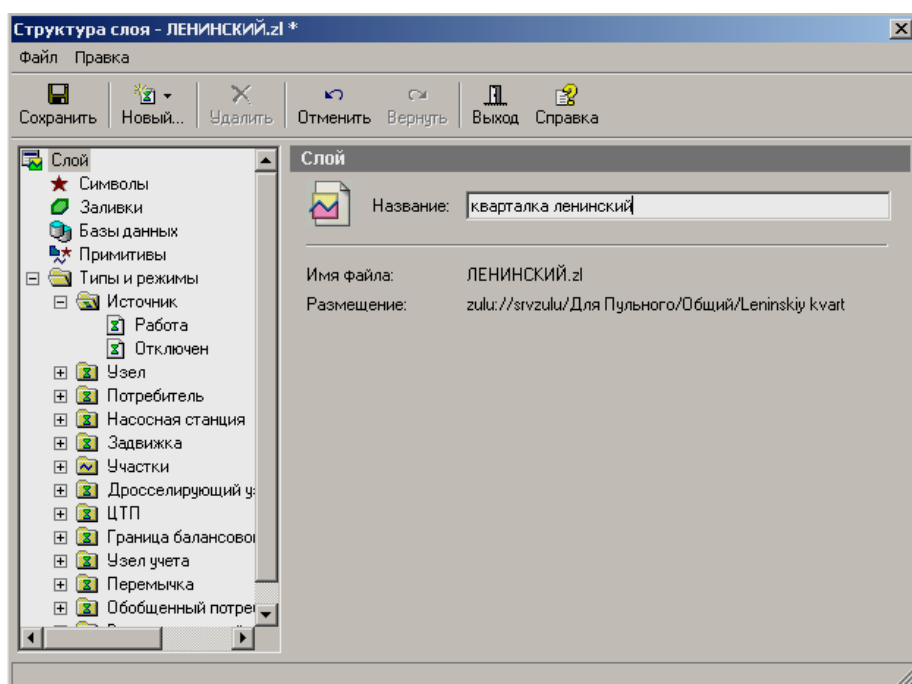 Структура слоя - ЛЕНИНСКИЙ.zl *
Файл Правка
Сохранить Новый... Удалить Отменить Вернуть Выход Справка
Слой
Символы
Заливки
Базы данных
Примитивы
Типы и режимы
Источник
Работа
Отключен
Узел
Потребитель
Насосная станция
Задвижка
Участки
Дросселирующий у
ЦТП
Граница балансово
Узел учета
Перемычка
Обобщенный потре
Слой
Название: кварталка ленинский
Имя файла: ЛЕНИНСКИЙ.zl
Размещение: zulu://srvzulu/Для Пульного/Общий/Leninskiy kvart